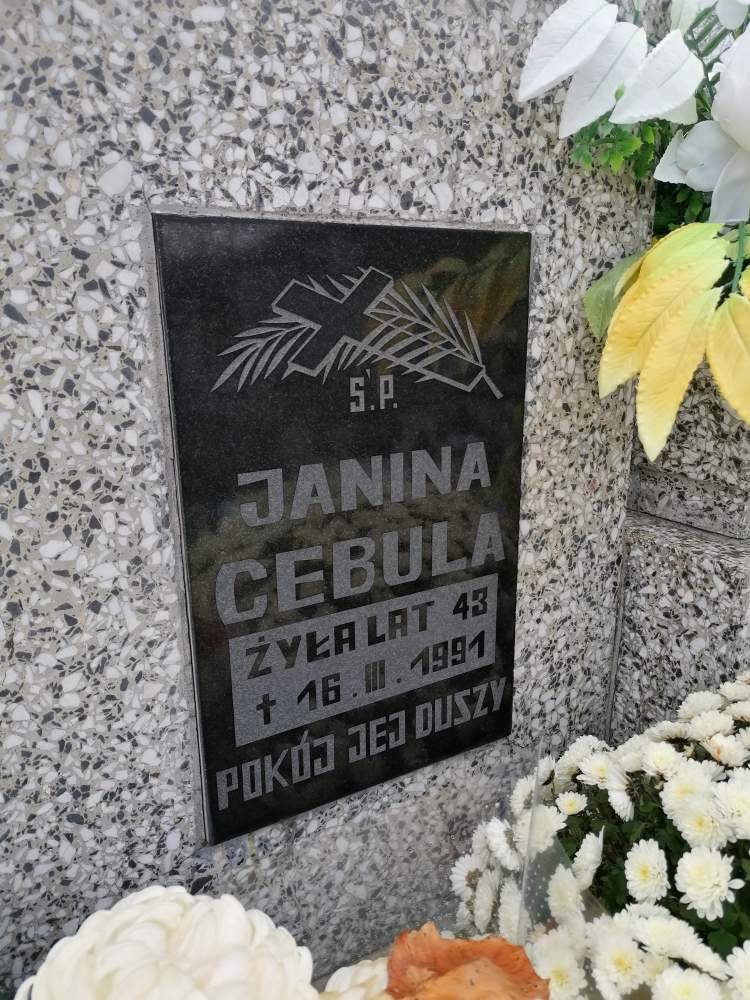 Ś.P.
JANINA
CEBULA
ŻYŁA LAT 43
✝ 16.III.1991
POKÓJ JEJ DUSZY